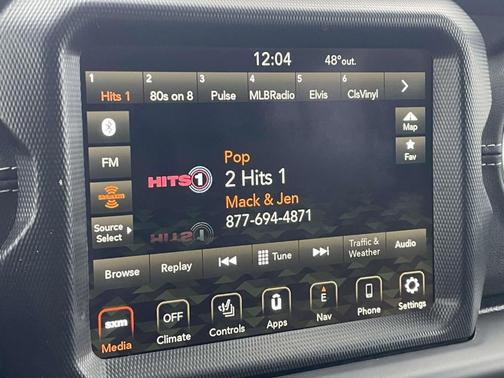 12:04 48°out.
1 2 3 4 5 6
Hits 1 80s on 8 Pulse MLBRadio Elvis ClsVinyl
Map
FM
Fav
Pop
HITS1 2 Hits 1
Mack & Jen
877-694-4871
Source
Select
Browse Replay Tune Traffic & Weather Audio
sxm OFF E
Media Climate Controls Apps Nav Phone Settings